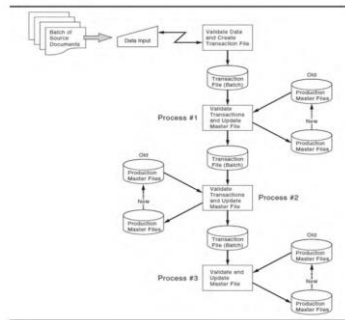 Batch of
Source
Documents
Data Input
Validate Data
and Create
Transaction File
Transaction
File (Batch)
Process #1
Validate
Transactions
and Update
Master File
Old
Production
Master Files
New
Production
Master Files
Transaction
File (Batch)
Old
Production
Master Files
New
Production
Master Files
Validate
Transactions
and Update
Master File
Process #2
Transaction
File (Batch)
Process #3
Validate and
Update
Master File
Old
Production
Master Files
New
Production
Master Files